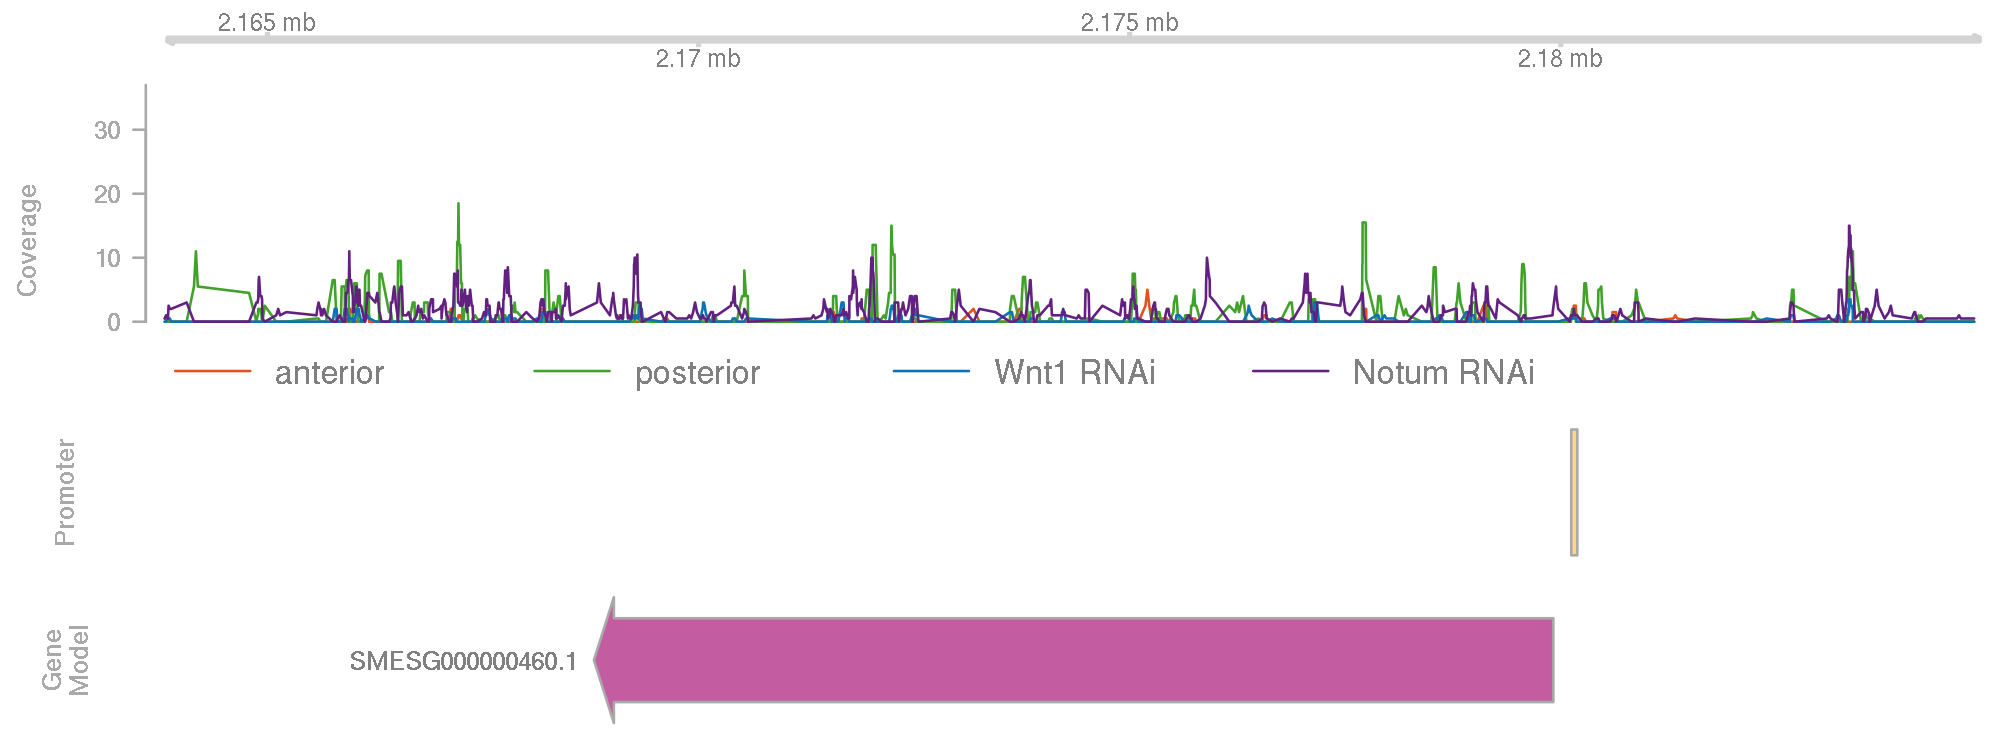 2.165 mb
2.175 mb
2.17 mb
2.18 mb
Coverage
30
20
10
0
anterior
posterior
Wnt1 RNAi
Notum RNAi
Promoter
0
Gene
Model
SMESG000000460.1